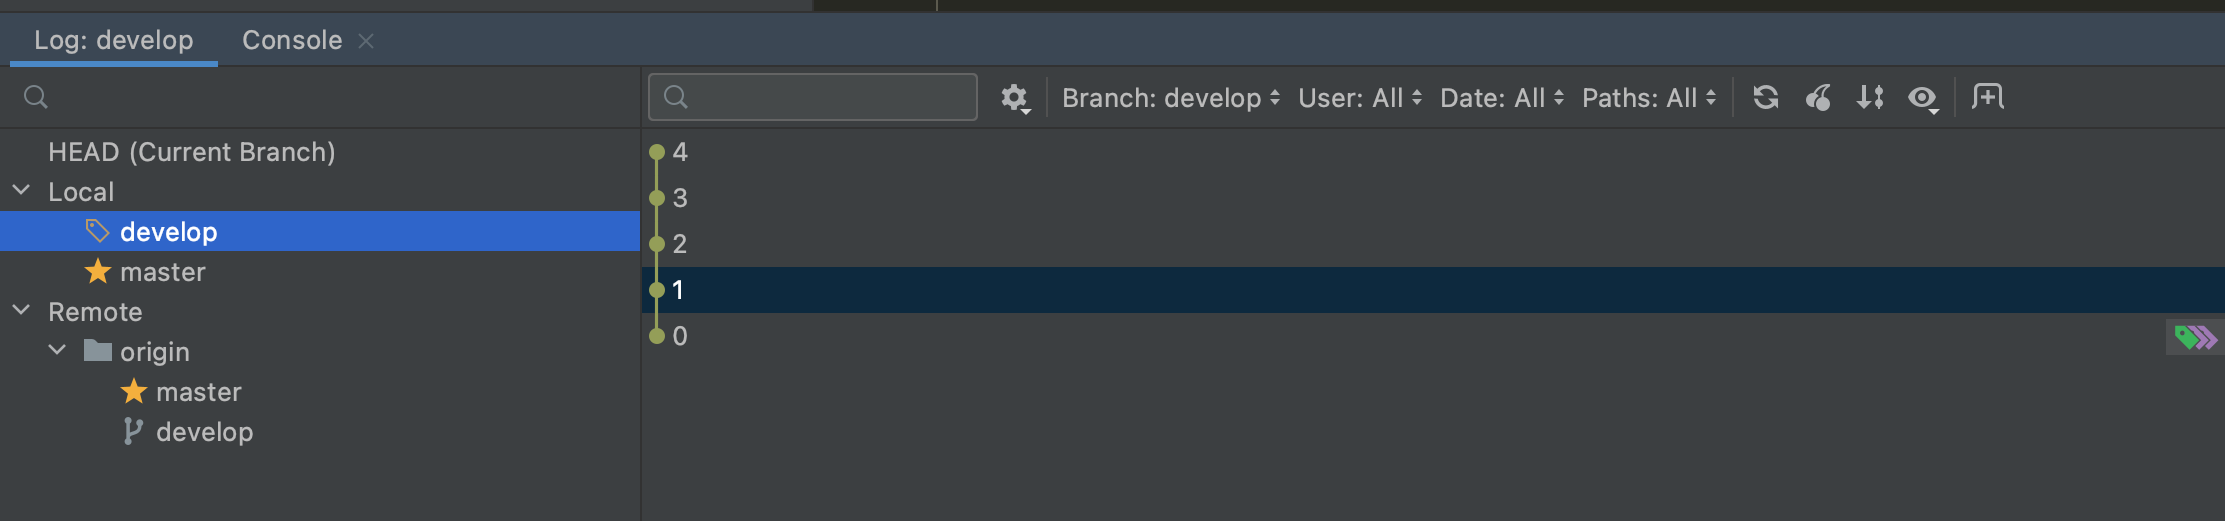 Log: develop Console
Branch: develop User: All Date: All Paths: All
HEAD (Current Branch)
Local
develop
master
Remote
origin
master
develop
4
3
2
1
0